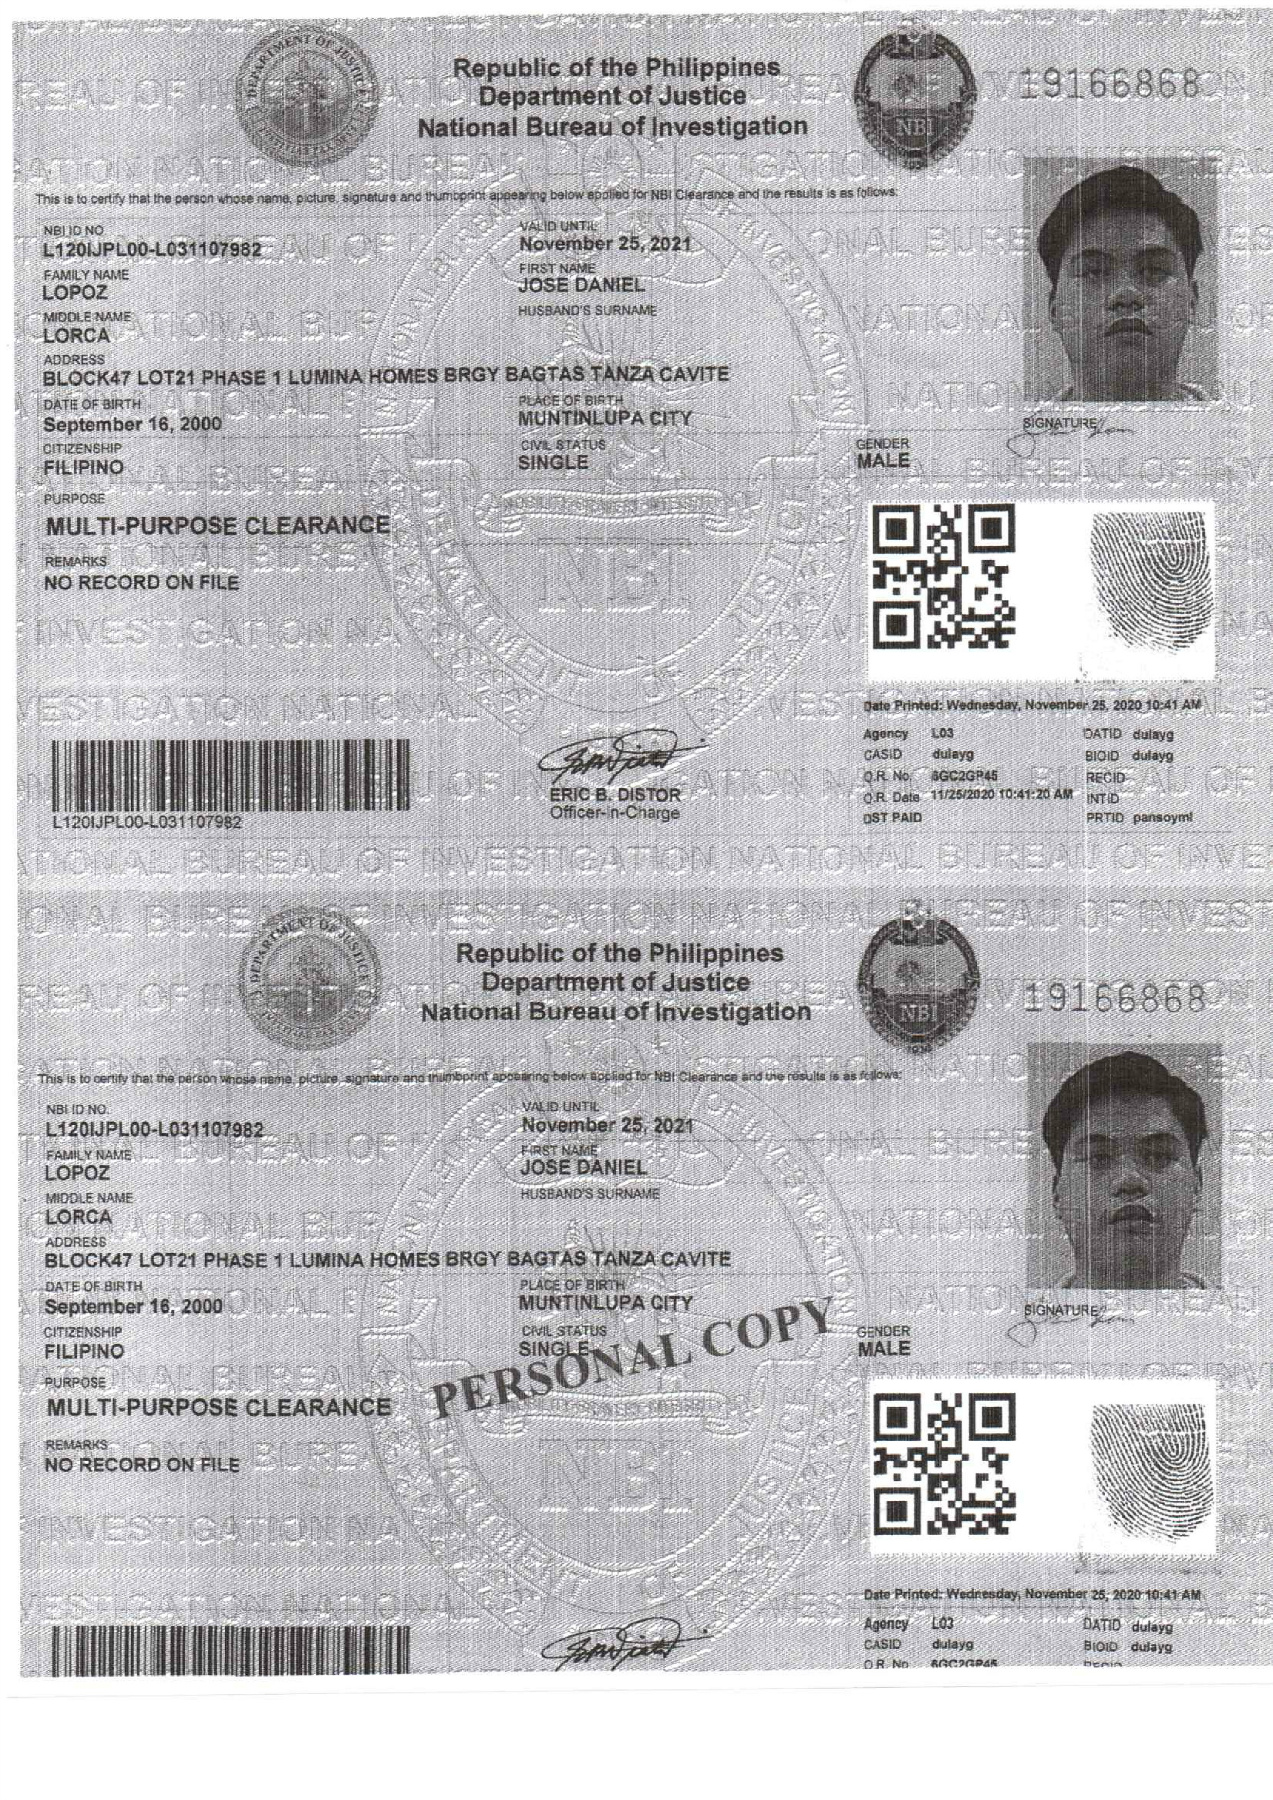 Republic of the Philippines
Department of Justice
National Bureau of Investigation
19166868
This is to certify that the person whose name, picture, signature and thumbprint appearing below applied for NBI Clearance and the results is as follows:
NBI ID NO
L120IJPL00-L031107982
VALID UNTIL
November 25, 2021
FAMILY NAME
LOPOZ
FIRST NAME
JOSE DANIEL
MIDDLE NAME
LORCA
HUSBAND'S SURNAME
ADDRESS
BLOCK47 LOT21 PHASE 1 LUMINA HOMES BRGY BAGTAS TANZA CAVITE
DATE OF BIRTH
September 16, 2000
PLACE OF BIRTH
MUNTINLUPA CITY
CITIZENSHIP
FILIPINO
CIVIL STATUS
SINGLE
SIGNATURE
GENDER
MALE
PURPOSE
MULTI-PURPOSE CLEARANCE
REMARKS
NO RECORD ON FILE
L120IJPL00-L031107982
ERIC B. DISTOR
Officer-in-Charge
Date Printed: Wednesday, November 25, 2020 10:41 AM
Agency L03 DATID dulayg
CASID dulayg BIOID dulayg
O.R. No. 6GC2GP45 RECID
O.R. Date 11/25/2020 10:41:20 AM INTID
DST PAID PRTID pansoyml
Republic of the Philippines
Department of Justice
National Bureau of Investigation
19166868
This is to certify that the person whose name, picture, signature and thumbprint appearing below applied for NBI Clearance and the results is as follows:
NBI ID NO.
L120IJPL00-L031107982
VALID UNTIL
November 25, 2021
FAMILY NAME
LOPOZ
FIRST NAME
JOSE DANIEL
MIDDLE NAME
LORCA
HUSBAND'S SURNAME
ADDRESS
BLOCK47 LOT21 PHASE 1 LUMINA HOMES BRGY BAGTAS TANZA CAVITE
DATE OF BIRTH
September 16, 2000
PLACE OF BIRTH
MUNTINLUPA CITY
CITIZENSHIP
FILIPINO
CIVIL STATUS
SINGLE
SIGNATURE
GENDER
MALE
PERSONAL COPY
PURPOSE
MULTI-PURPOSE CLEARANCE
REMARKS
NO RECORD ON FILE
Date Printed: Wednesday, November 25, 2020 10:41 AM
Agency L03 DATID dulayg
CASID dulayg BIOID dulayg
O.R. No 6GC2GP45 RECID